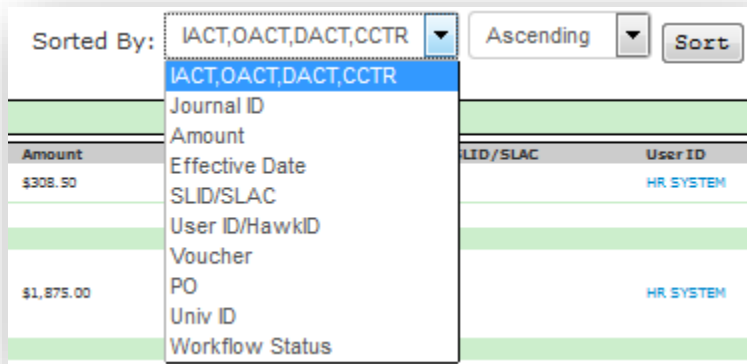 Sorted By: IACT,OACT,DACT,CCTR Ascending Sort
IACT,OACT,DACT,CCTR
Journal ID
Amount
Effective Date
SLID/SLAC
User ID/HawkID
Voucher
PO
Univ ID
Workflow Status
Amount LID/SLAC User ID
$308.50 HR SYSTEM
$1,875.00 HR SYSTEM